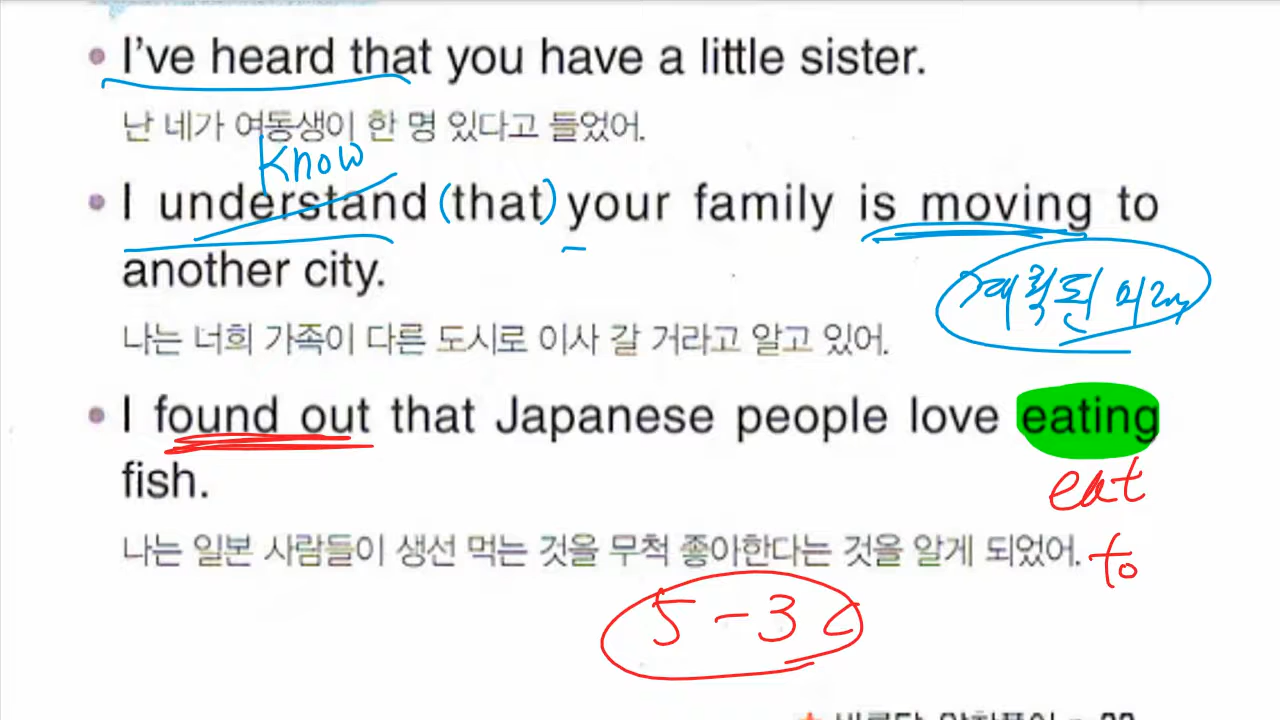 • I've heard that you have a little sister.
난 네가 여동생이 한 명 있다고 들었어.
know
• I understand (that) your family is moving to
another city.
계획된 미래
나는 너희 가족이 다른 도시로 이사 갈 거라고 알고 있어.
• I found out that Japanese people love eating
fish.
eat
나는 일본 사람들이 생선 먹는 것을 무척 좋아한다는 것을 알게 되었어.
to
5-3